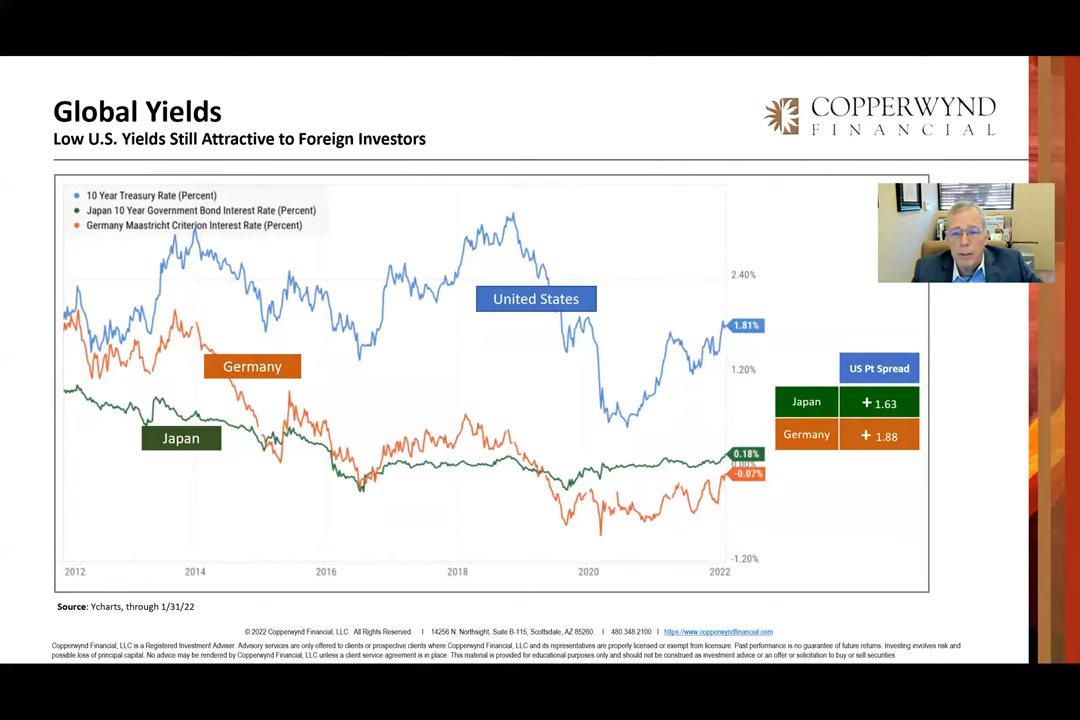 Global Yields
Low U.S. Yields Still Attractive to Foreign Investors
COPPERWYND
FINANCIAL
10 Year Treasury Rate (Percent)
Japan 10 Year Government Bond Interest Rate (Percent)
Germany Maastricht Criterion Interest Rate (Percent)
2.40%
United States
1.81%
1.20%
Germany
Japan
0.18%
0.00%
-0.07%
-1.20%
2012 2014 2016 2018 2020 2022
US Pt Spread
Japan + 1.63
Germany + 1.88
Source: Ycharts, through 1/31/22
© 2022 Copperwynd Financial, LLC. All Rights Reserved. | 14256 N. Northsight, Suite B-115, Scottsdale, AZ 85260. | 480.348.2100 | https://www.copperwyndfinancial.com
Copperwynd Financial, LLC is a Registered Investment Adviser. Advisory services are only offered to clients or prospective clients where Copperwynd Financial, LLC and its representatives are properly licensed or exempt from licensure. Past performance is no guarantee of future returns. Investing involves risk and
possible loss of principal capital. No advice may be rendered by Copperwynd Financial, LLC unless a client service agreement is in place. This material is provided for educational purposes only and should not be construed as investment advice or an offer or solicitation to buy or sell securities.